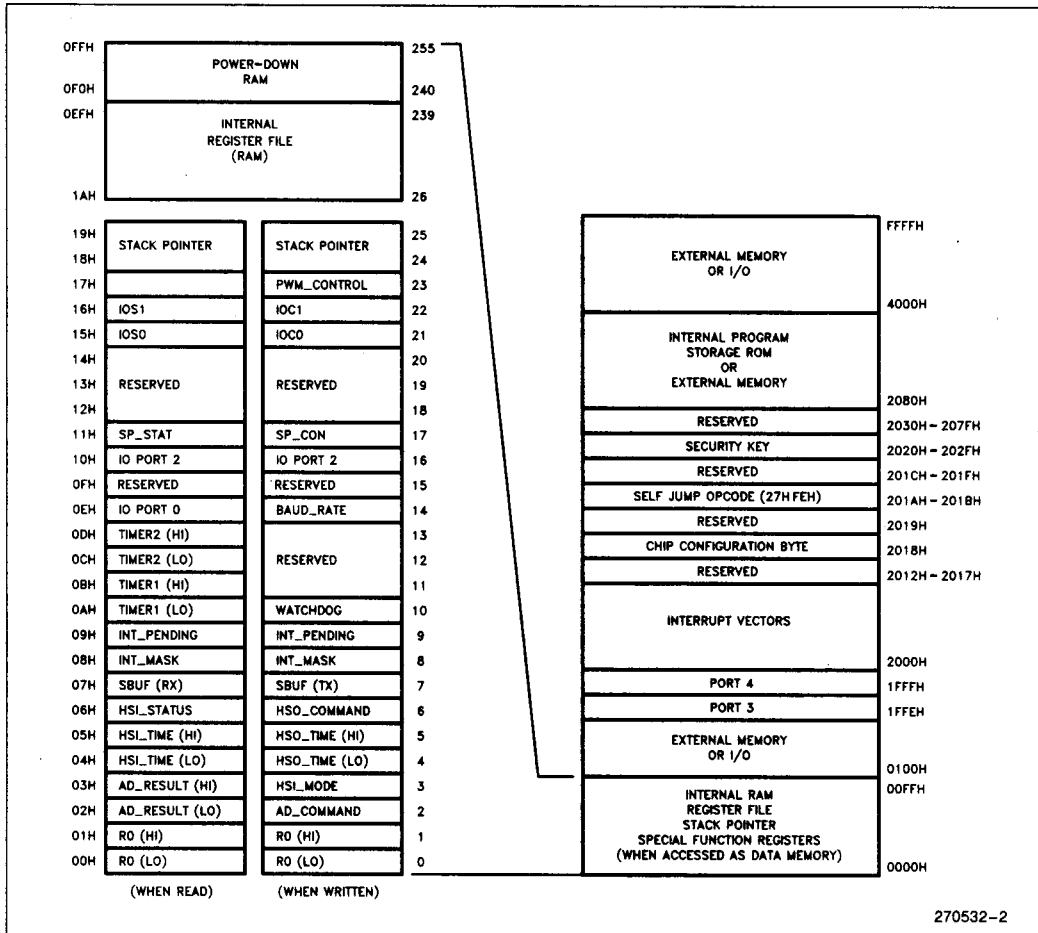 0FFH
POWER-DOWN
RAM
255
0F0H
240
0EFH
INTERNAL
REGISTER FILE
(RAM)
239
1AH
26
19H
STACK POINTER
STACK POINTER
25
18H
24
17H
PWM_CONTROL
23
16H
IOS1
IOC1
22
15H
IOS0
IOC0
21
14H
20
13H
RESERVED
RESERVED
19
12H
18
11H
SP_STAT
SP_CON
17
10H
IO PORT 2
IO PORT 2
16
0FH
RESERVED
RESERVED
15
0EH
IO PORT 0
BAUD_RATE
14
0DH
TIMER2 (HI)
13
0CH
TIMER2 (LO)
RESERVED
12
0BH
TIMER1 (HI)
11
0AH
TIMER1 (LO)
WATCHDOG
10
09H
INT_PENDING
INT_PENDING
9
08H
INT_MASK
INT_MASK
8
07H
SBUF (RX)
SBUF (TX)
7
06H
HSI_STATUS
HSO_COMMAND
6
05H
HSI_TIME (HI)
HSO_TIME (HI)
5
04H
HSI_TIME (LO)
HSO_TIME (LO)
4
03H
AD_RESULT (HI)
HSI_MODE
3
02H
AD_RESULT (LO)
AD_COMMAND
2
01H
R0 (HI)
R0 (HI)
1
00H
R0 (LO)
R0 (LO)
0
(WHEN READ)
(WHEN WRITTEN)
FFFFH
EXTERNAL MEMORY
OR I/O
4000H
INTERNAL PROGRAM
STORAGE ROM
OR
EXTERNAL MEMORY
2080H
RESERVED
2030H-207FH
SECURITY KEY
2020H-202FH
RESERVED
201CH-201FH
SELF JUMP OPCODE (27H FEH)
201AH-201BH
RESERVED
2019H
CHIP CONFIGURATION BYTE
2018H
RESERVED
2012H-2017H
INTERRUPT VECTORS
2000H
PORT 4
1FFFH
PORT 3
1FFEH
EXTERNAL MEMORY
OR I/O
0100H
00FFH
INTERNAL RAM
REGISTER FILE
STACK POINTER
SPECIAL FUNCTION REGISTERS
(WHEN ACCESSED AS DATA MEMORY)
0000H
270532-2